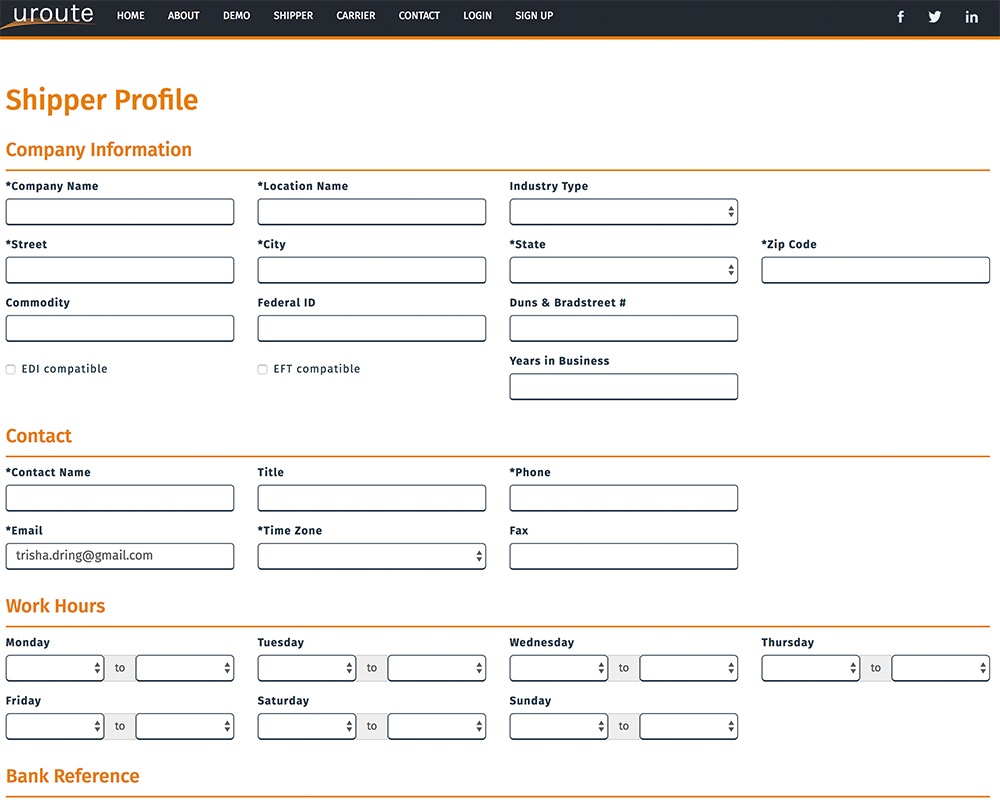 uroute HOME ABOUT DEMO SHIPPER CARRIER CONTACT LOGIN SIGN UP f in
Shipper Profile
Company Information
*Company Name *Location Name Industry Type
*Street *City *State *Zip Code
Commodity Federal ID Duns & Bradstreet #
EDI compatible EFT compatible Years in Business
Contact
*Contact Name Title *Phone
*Email *Time Zone Fax
trisha.dring@gmail.com
Work Hours
Monday Tuesday Wednesday Thursday
to to to to
Friday Saturday Sunday
to to to
Bank Reference